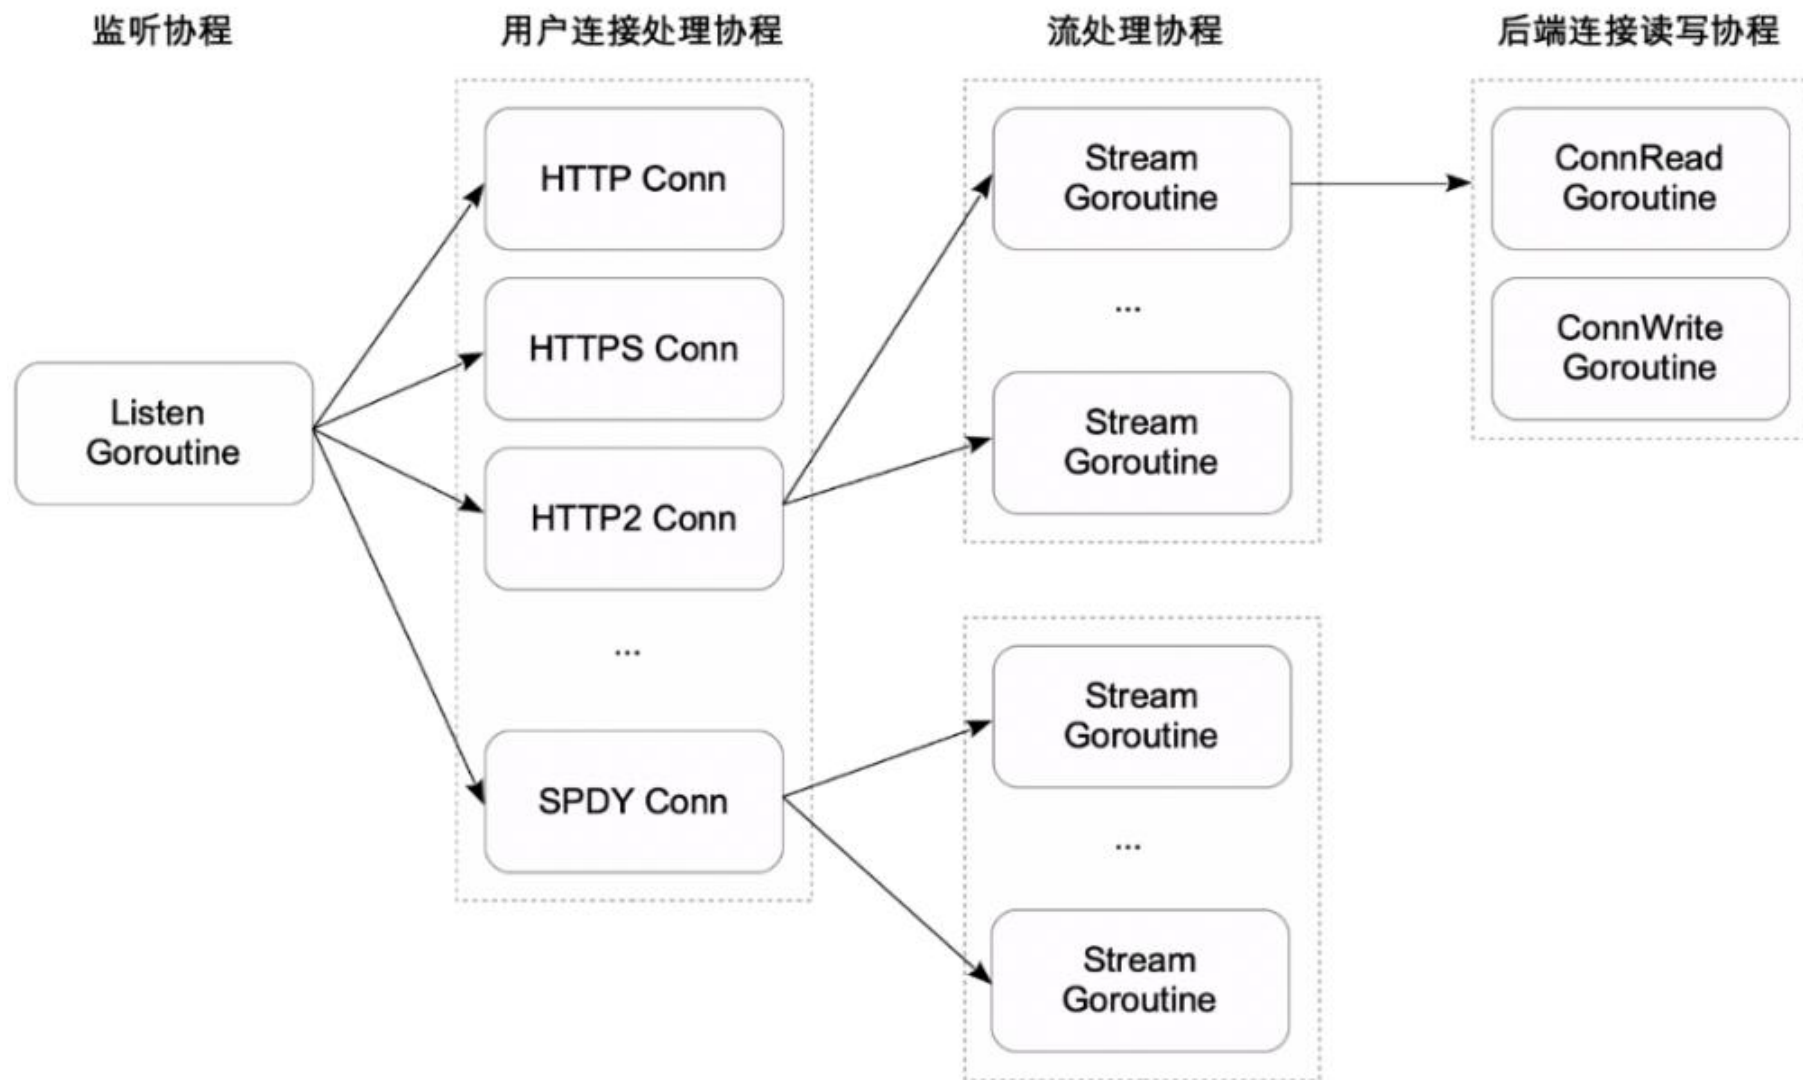 监听协程
用户连接处理协程
流处理协程
后端连接读写协程
Listen
Goroutine
HTTP Conn
HTTPS Conn
HTTP2 Conn
...
SPDY Conn
Stream
Goroutine
...
Stream
Goroutine
Stream
Goroutine
...
Stream
Goroutine
ConnRead
Goroutine
ConnWrite
Goroutine